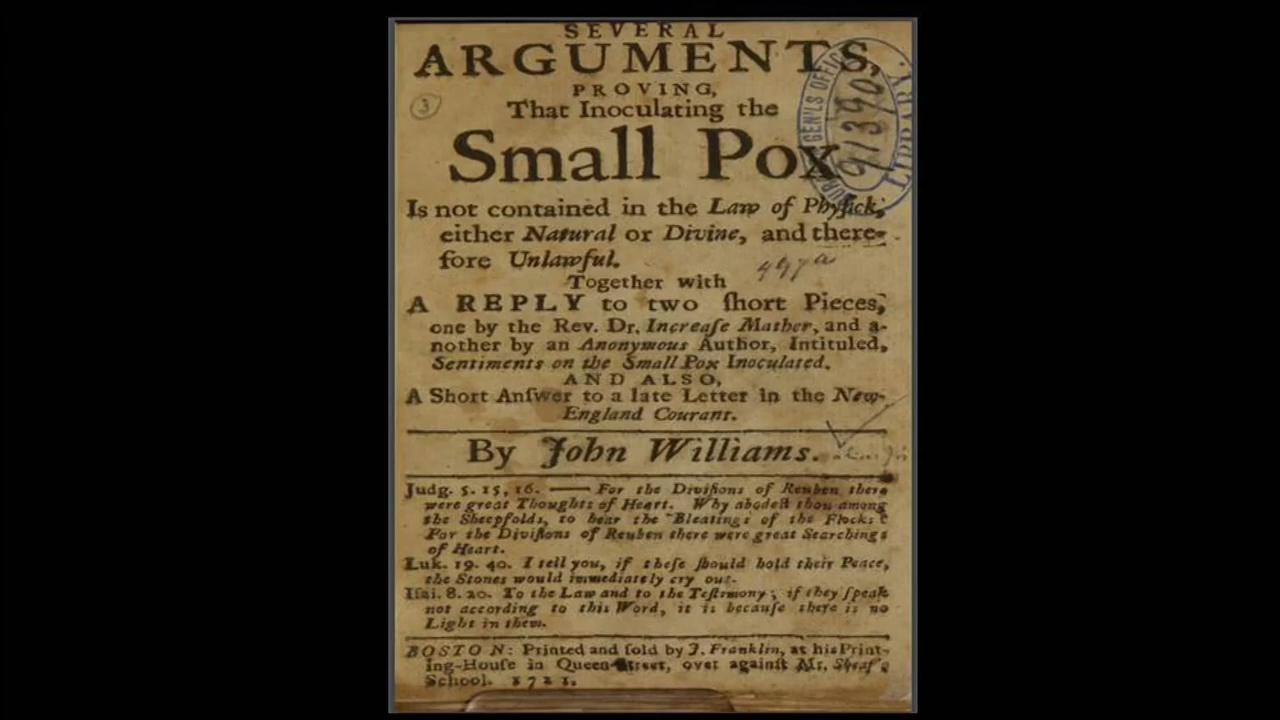 SEVERAL
ARGUMENTS,
PROVING,
That Inoculating the
Small Pox
Is not contained in the Law of Phyſick,
either Natural or Divine, and there-
fore Unlawful.
Together with
A REPLY to two ſhort Pieces,
one by the Rev. Dr. Increaſe Mather, and a-
nother by an Anonymous Author, Intituled,
Sentiments on the Small Pox Inoculated.
AND ALSO,
A Short Anſwer to a late Letter in the New-
England Courant.
By John Williams.
Judg. 5. 15, 16. — For the Diviſions of Reuben there
were great Thoughts of Heart. Why abodeſt thou among
the Sheepfolds, to hear the Bleatings of the Flocks?
For the Diviſions of Reuben there were great Searchings
of Heart.
Luk. 19. 40. I tell you, if theſe ſhould hold their Peace,
the Stones would immediately cry out.
Iſai. 8. 20. To the Law and to the Teſtimony; if they ſpeak
not according to this Word, it is becauſe there is no
Light in them.
BOSTON: Printed and ſold by J. Franklin, at his Print-
ing-Houſe in Queen-Street, over againſt Mr. Sheaf's
School. 1721.
3
GEN'LS OFFICE
LIBRARY.